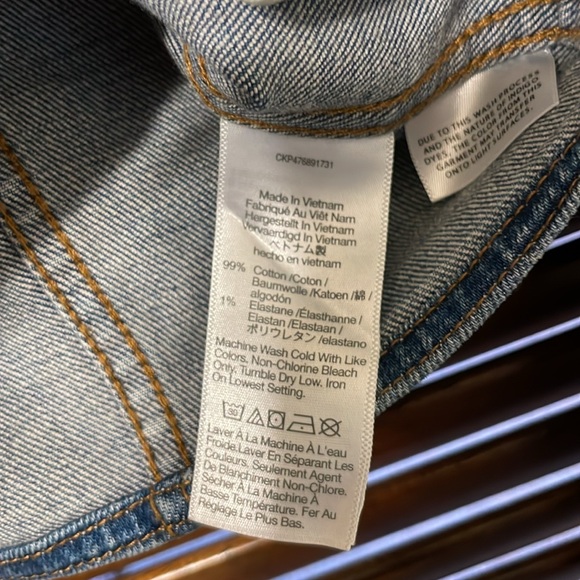 CKP476891731
Made In Vietnam
Fabriqué Au Viêt Nam
Hergestellt In Vietnam
Vervaardigd In Vietnam
ベトナム製
hecho en vietnam
99% Cotton /Coton /
Baumwolle /Katoen /綿 /
algodón
1% Elastane /Élasthanne /
Elastan /Elastaan /
ポリウレタン /elastano
Machine Wash Cold With Like
Colors. Non-Chlorine Bleach
Only. Tumble Dry Low. Iron
On Lowest Setting.
30
Laver À La Machine À L'eau
Froide.Laver En Séparant Les
Couleurs. Seulement Agent
De Blanchiment Non-Chlore.
Sécher À La Machine À
Basse Température. Fer Au
Réglage Le Plus Bas.
DUE TO THIS WASH PROCESS
AND THE NATURE OF INDIGO
DYES, THE COLOR FROM THIS
GARMENT MAY TRANSFER
ONTO LIGHT SURFACES.